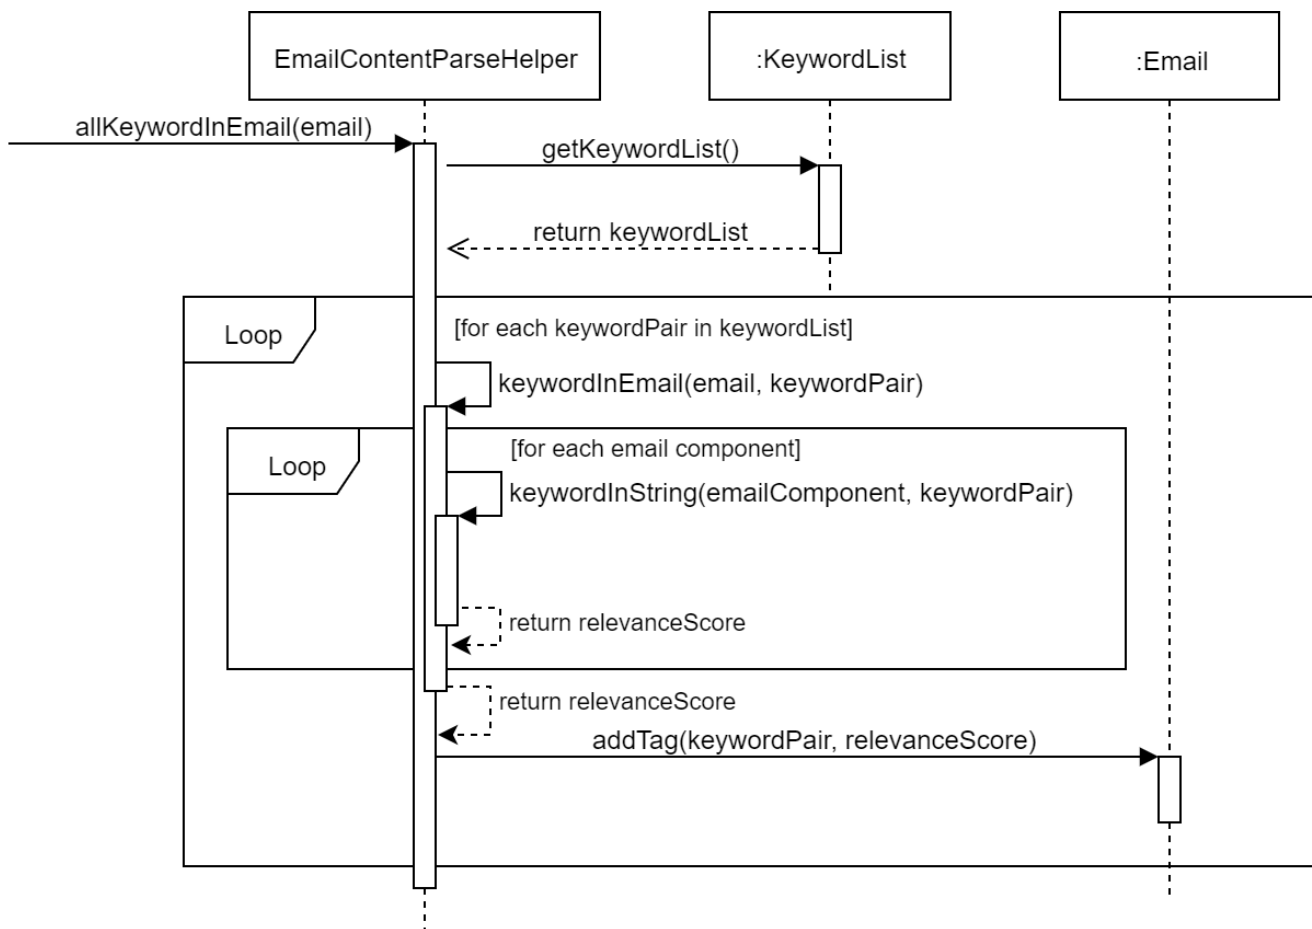 EmailContentParseHelper
:KeywordList
:Email
allKeywordInEmail(email)
getKeywordList()
return keywordList
Loop
[for each keywordPair in keywordList]
keywordInEmail(email, keywordPair)
Loop
[for each email component]
keywordInString(emailComponent, keywordPair)
return relevanceScore
return relevanceScore
addTag(keywordPair, relevanceScore)